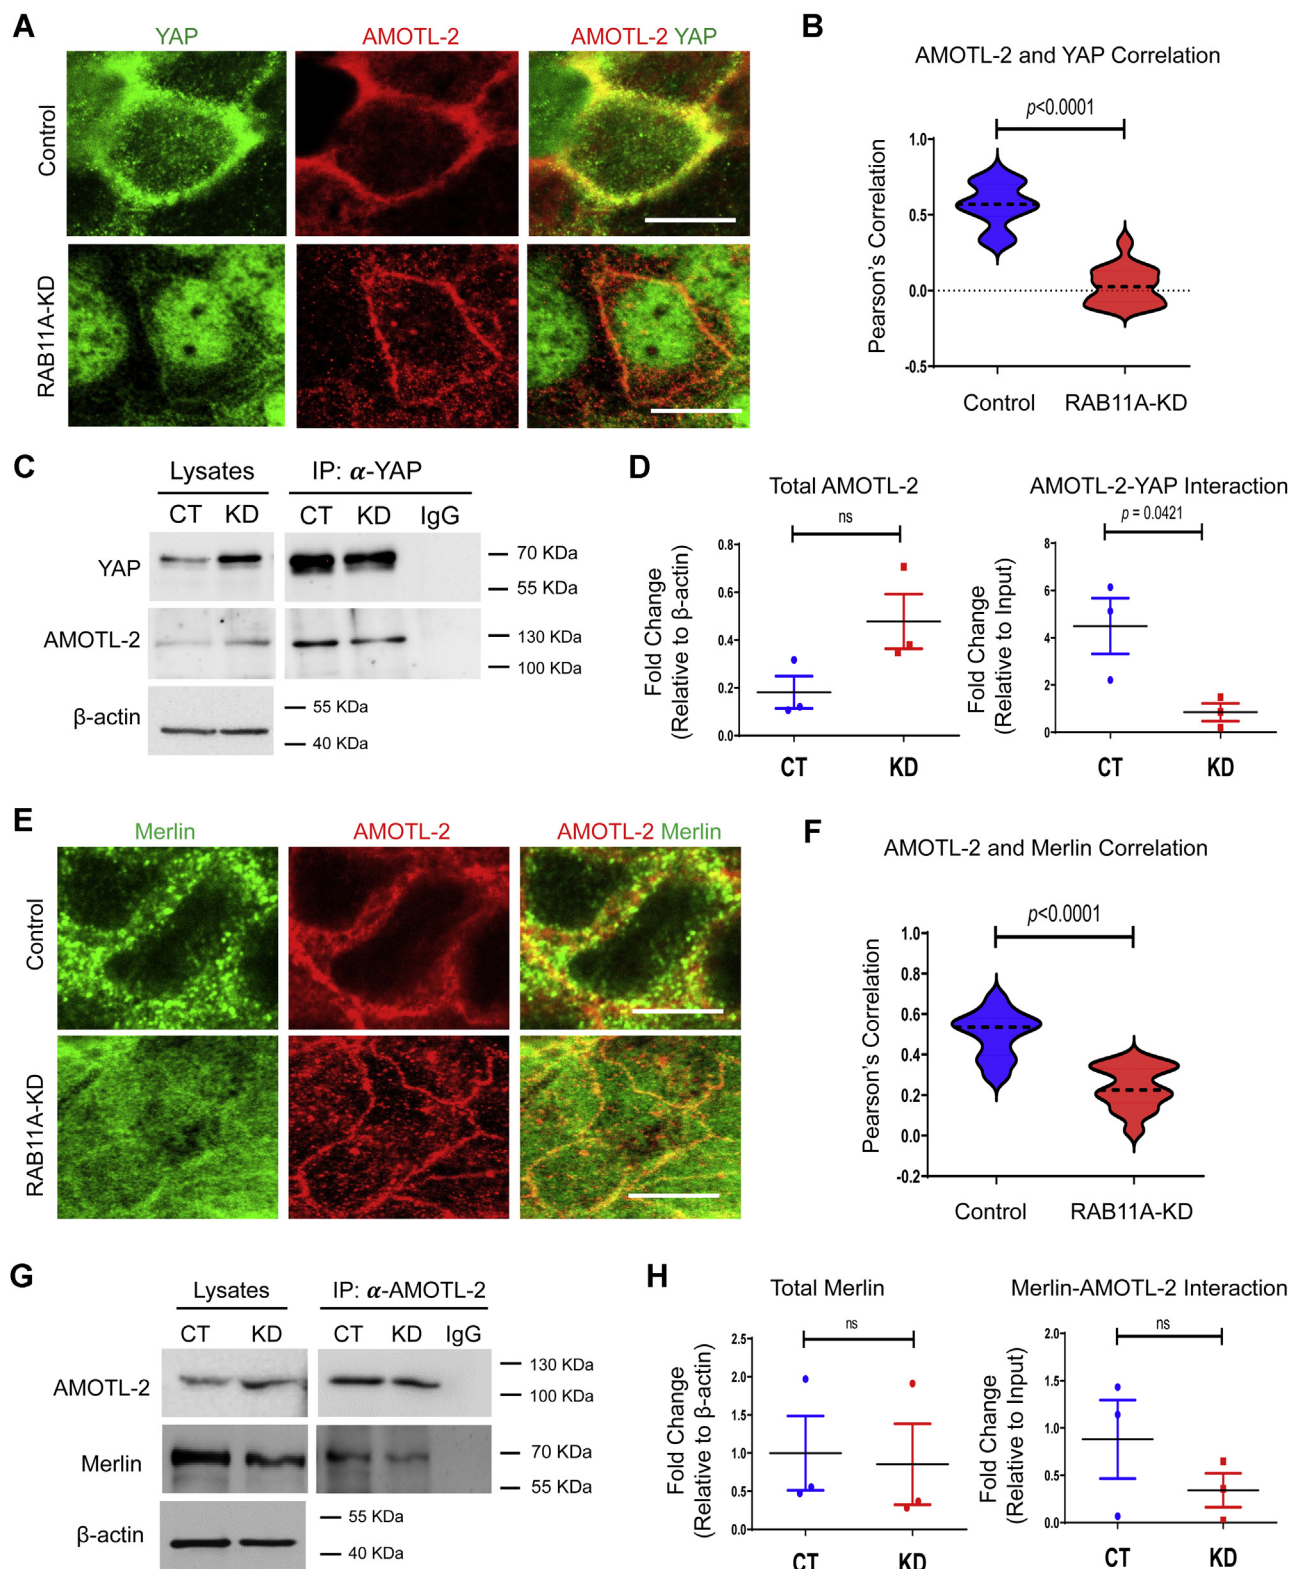 A
YAP
AMOTL-2
AMOTL-2 YAP
Control
RAB11A-KD
B
AMOTL-2 and YAP Correlation
p<0.0001
Pearson's Correlation
1.0
0.5
0.0
-0.5
Control RAB11A-KD
C
Lysates
IP: α-YAP
CT KD
CT KD IgG
YAP
70 KDa
55 KDa
AMOTL-2
130 KDa
100 KDa
β-actin
55 KDa
40 KDa
D
Total AMOTL-2
ns
Fold Change
(Relative to β-actin)
0.8
0.6
0.4
0.2
0.0
CT KD
AMOTL-2-YAP Interaction
p = 0.0421
Fold Change
(Relative to Input)
8
6
4
2
0
CT KD
E
Merlin
AMOTL-2
AMOTL-2 Merlin
Control
RAB11A-KD
F
AMOTL-2 and Merlin Correlation
p<0.0001
Pearson's Correlation
1.0
0.8
0.6
0.4
0.2
0.0
-0.2
Control RAB11A-KD
G
Lysates
IP: α-AMOTL-2
CT KD
CT KD IgG
AMOTL-2
130 KDa
100 KDa
Merlin
70 KDa
55 KDa
β-actin
55 KDa
40 KDa
H
Total Merlin
ns
Fold Change
(Relative to β-actin)
2.5
2.0
1.5
1.0
0.5
0.0
CT KD
Merlin-AMOTL-2 Interaction
ns
Fold Change
(Relative to Input)
2.0
1.5
1.0
0.5
0.0
CT KD